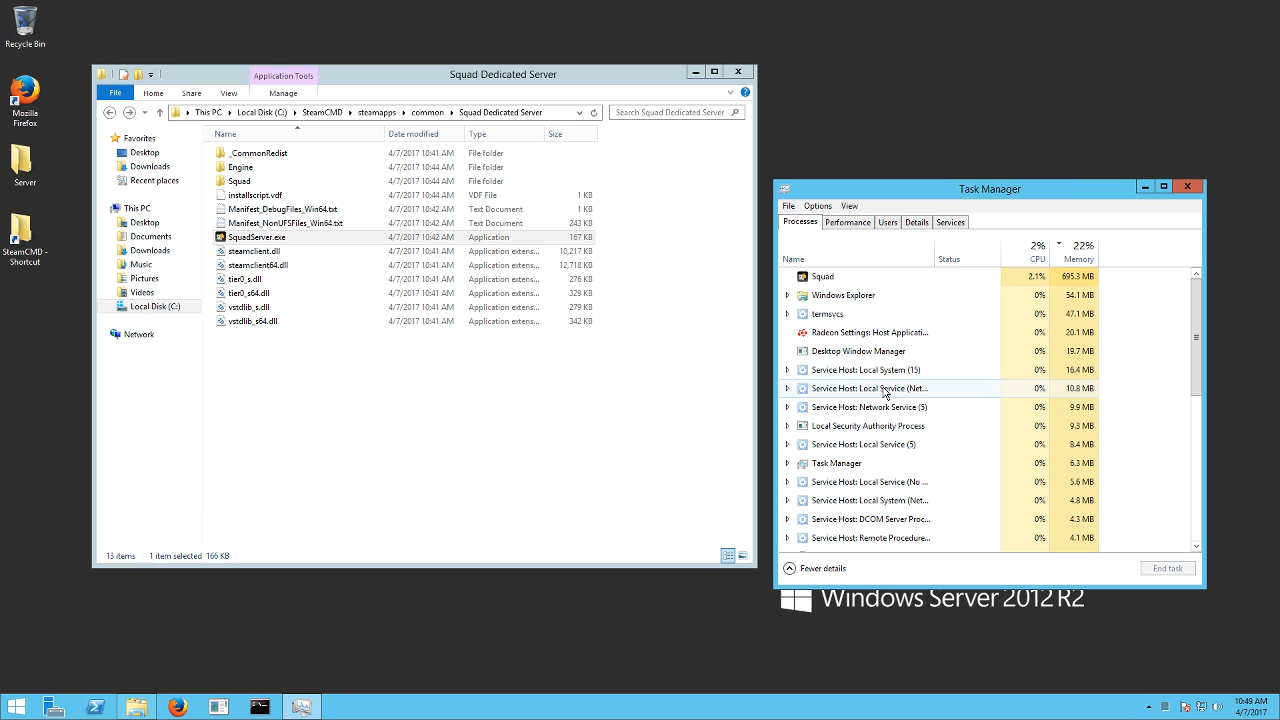 Recycle Bin
Mozilla
Firefox
Server
SteamCMD -
Shortcut
Application Tools
Squad Dedicated Server
File
Home
Share
View
Manage
This PC
Local Disk (C:)
SteamCMD
steamapps
common
Squad Dedicated Server
Search Squad Dedicated Server
Favorites
Desktop
Downloads
Recent places
This PC
Desktop
Documents
Downloads
Music
Pictures
Videos
Local Disk (C:)
Network
Name Date modified Type Size
_CommonRedist 4/7/2017 10:41 AM File folder
Engine 4/7/2017 10:44 AM File folder
Squad 4/7/2017 10:44 AM File folder
installscript.vdf 4/7/2017 10:41 AM VDF File 1 KB
Manifest_DebugFiles_Win64.txt 4/7/2017 10:42 AM Text Document 1 KB
Manifest_NonUFSFiles_Win64.txt 4/7/2017 10:42 AM Text Document 243 KB
SquadServer.exe 4/7/2017 10:42 AM Application 167 KB
steamclient.dll 4/7/2017 10:41 AM Application extens... 10,217 KB
steamclient64.dll 4/7/2017 10:41 AM Application extens... 12,718 KB
tier0_s.dll 4/7/2017 10:41 AM Application extens... 276 KB
tier0_s64.dll 4/7/2017 10:41 AM Application extens... 329 KB
vstdlib_s.dll 4/7/2017 10:41 AM Application extens... 279 KB
vstdlib_s64.dll 4/7/2017 10:41 AM Application extens... 342 KB
13 items 1 item selected 166 KB
Task Manager
File Options View
Processes Performance Users Details Services
2% 22%
Name Status CPU Memory
Squad 2.1% 695.3 MB
Windows Explorer 0% 54.1 MB
termsvcs 0% 47.1 MB
Radeon Settings: Host Applicati... 0% 20.1 MB
Desktop Window Manager 0% 19.7 MB
Service Host: Local System (15) 0% 16.4 MB
Service Host: Local Service (Net... 0% 10.8 MB
Service Host: Network Service (5) 0% 9.9 MB
Local Security Authority Process 0% 9.3 MB
Service Host: Local Service (5) 0% 8.4 MB
Task Manager 0% 6.3 MB
Service Host: Local Service (No ... 0% 5.6 MB
Service Host: Local System (Net... 0% 4.8 MB
Service Host: DCOM Server Proc... 0% 4.3 MB
Service Host: Remote Procedure... 0% 4.1 MB
Fewer details
End task
Windows Server 2012 R2
10:49 AM
4/7/2017